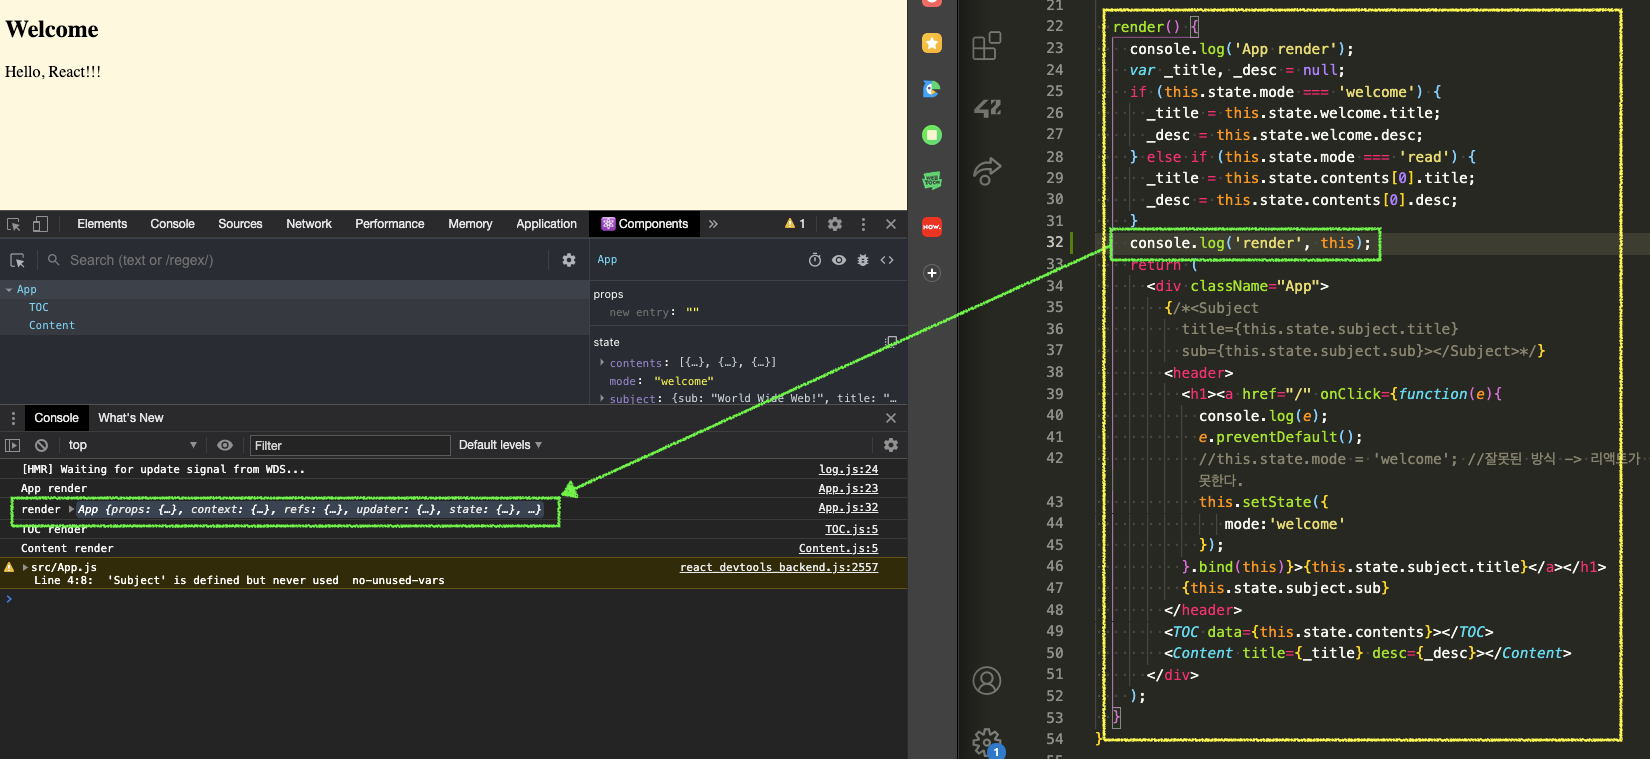 Welcome
Hello, React!!!
Elements Console Sources Network Performance Memory Application Components » 1
Search (text or /regex/)
App
TOC
Content
App
props
new entry: ""
state
contents: [{…}, {…}, {…}]
mode: "welcome"
subject: {sub: "World Wide Web!", title: "…
Console What's New
top Filter Default levels
[HMR] Waiting for update signal from WDS... log.js:24
App render App.js:23
render App {props: {…}, context: {…}, refs: {…}, updater: {…}, state: {…}, …} App.js:32
TOC render TOC.js:5
Content render Content.js:5
src/App.js react_devtools_backend.js:2557
Line 4:8: 'Subject' is defined but never used no-unused-vars
>
WEB TOON
NOW.
1
21
22 render() {
23 console.log('App render');
24 var _title, _desc = null;
25 if (this.state.mode === 'welcome') {
26 _title = this.state.welcome.title;
27 _desc = this.state.welcome.desc;
28 } else if (this.state.mode === 'read') {
29 _title = this.state.contents[0].title;
30 _desc = this.state.contents[0].desc;
31 }
32 console.log('render', this);
33 return (
34 <div className="App">
35 {/*<Subject
36 title={this.state.subject.title}
37 sub={this.state.subject.sub}></Subject>*/}
38 <header>
39 <h1><a href="/" onClick={function(e){
40 console.log(e);
41 e.preventDefault();
42 //this.state.mode = 'welcome'; //잘못된 방식 -> 리액트가
못한다.
43 this.setState({
44 mode:'welcome'
45 });
46 }.bind(this)}>{this.state.subject.title}</a></h1>
47 {this.state.subject.sub}
48 </header>
49 <TOC data={this.state.contents}></TOC>
50 <Content title={_title} desc={_desc}></Content>
51 </div>
52 );
53 }
54 }
55